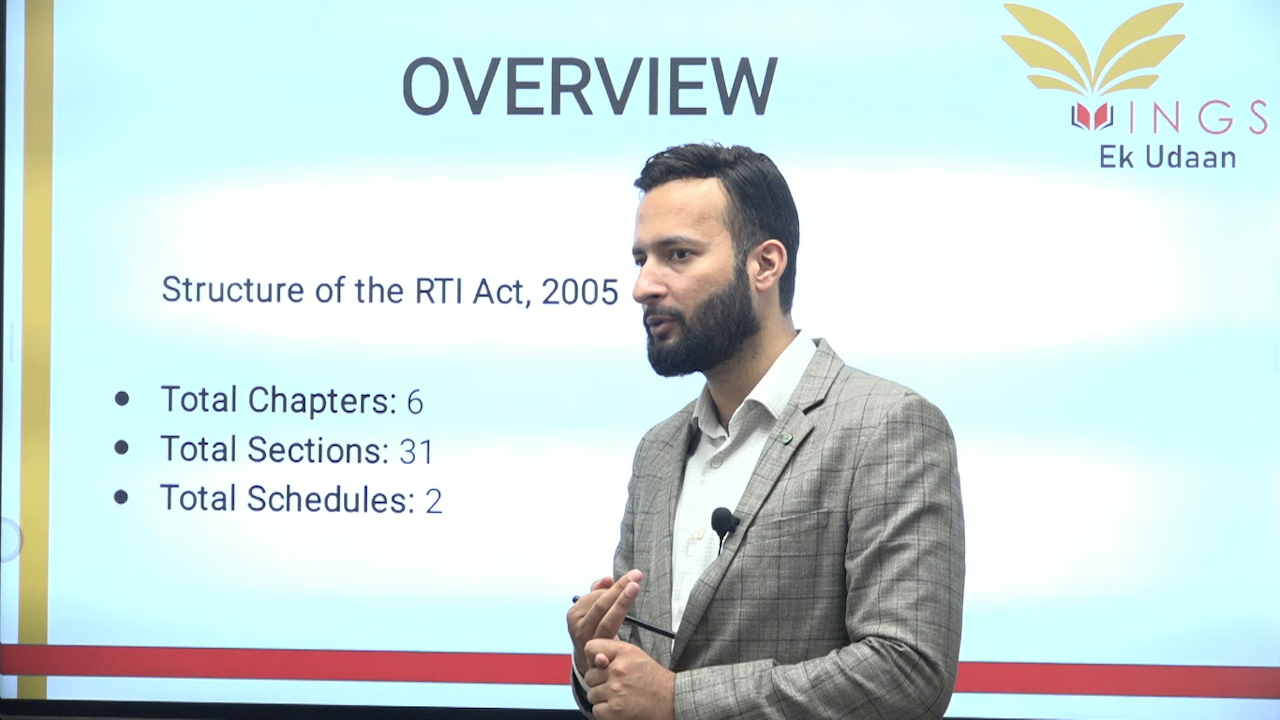 OVERVIEW
INGS
Ek Udaan
Structure of the RTI Act, 2005
Total Chapters: 6
Total Sections: 31
Total Schedules: 2